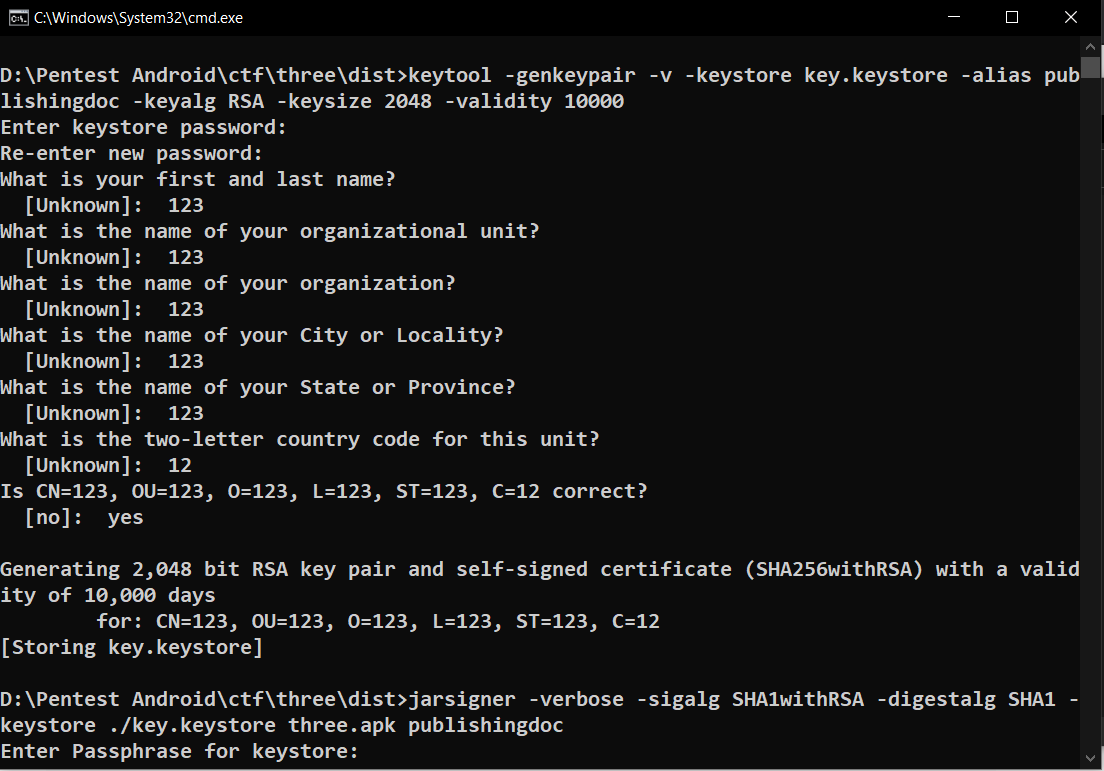 C:\Windows\System32\cmd.exe
D:\Pentest Android\ctf\three\dist>keytool -genkeypair -v -keystore key.keystore -alias pub
lishingdoc -keyalg RSA -keysize 2048 -validity 10000
Enter keystore password:
Re-enter new password:
What is your first and last name?
  [Unknown]:  123
What is the name of your organizational unit?
  [Unknown]:  123
What is the name of your organization?
  [Unknown]:  123
What is the name of your City or Locality?
  [Unknown]:  123
What is the name of your State or Province?
  [Unknown]:  123
What is the two-letter country code for this unit?
  [Unknown]:  12
Is CN=123, OU=123, O=123, L=123, ST=123, C=12 correct?
  [no]:  yes
Generating 2,048 bit RSA key pair and self-signed certificate (SHA256withRSA) with a valid
ity of 10,000 days
        for: CN=123, OU=123, O=123, L=123, ST=123, C=12
[Storing key.keystore]
D:\Pentest Android\ctf\three\dist>jarsigner -verbose -sigalg SHA1withRSA -digestalg SHA1 -
keystore ./key.keystore three.apk publishingdoc
Enter Passphrase for keystore: